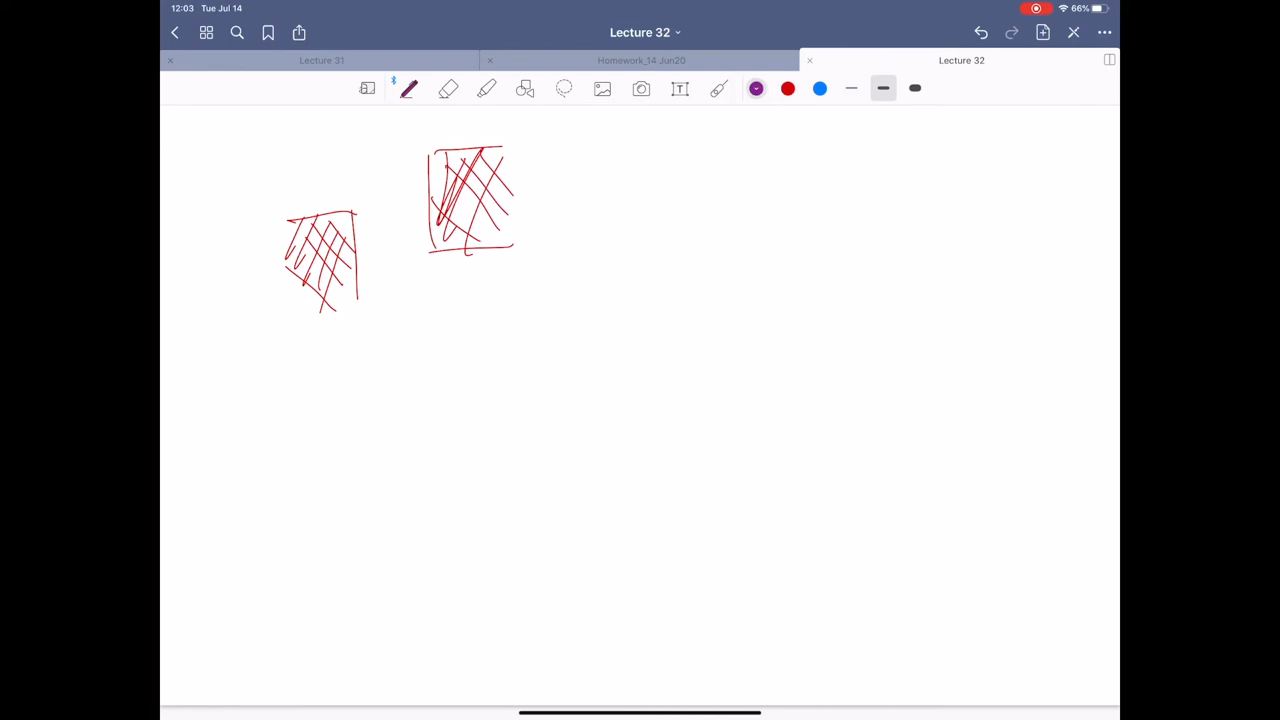 12:03 Tue Jul 14
66%
Lecture 32
Lecture 31
Homework_14 Jun20
Lecture 32
T